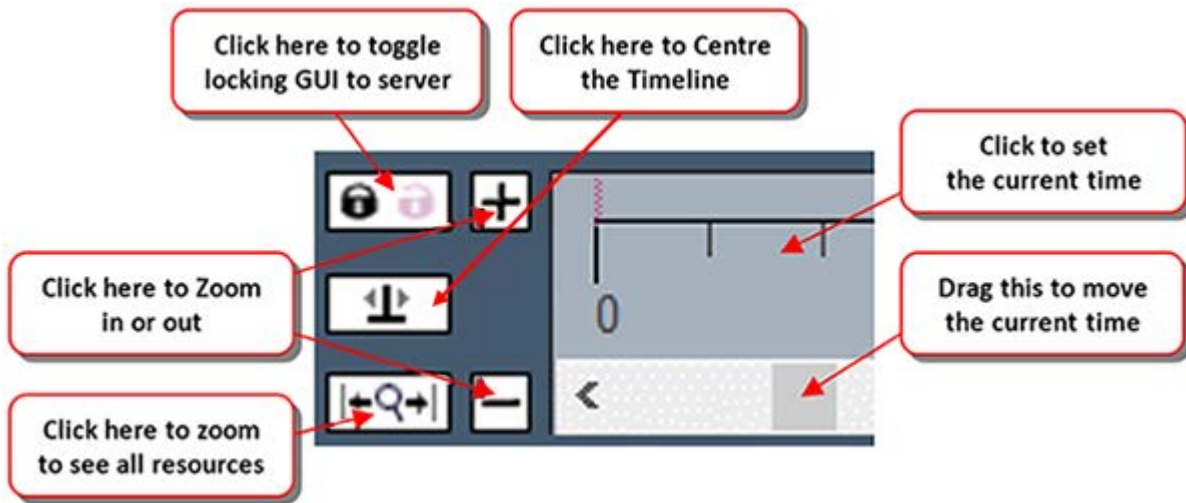 Click here to toggle
locking GUI to server
Click here to Centre
the Timeline
Click to set
the current time
Click here to Zoom
in or out
0
Drag this to move
the current time
Click here to zoom
to see all resources